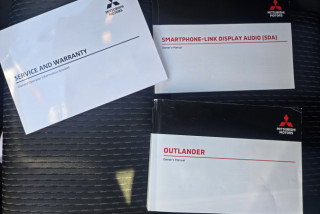 MITSUBISHI
MOTORS
SERVICE AND WARRANTY
MITSUBISHI
MOTORS
SMARTPHONE-LINK DISPLAY AUDIO (SDA)
Owner's Manual
MITSUBISHI
MOTORS
OUTLANDER
Owner's Manual